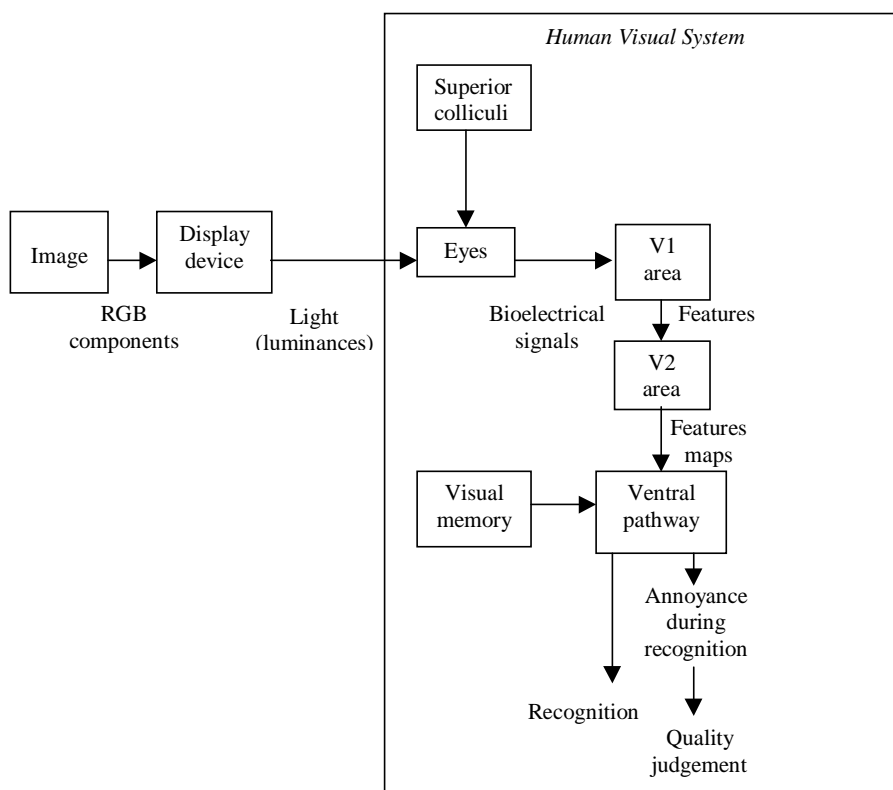 Human Visual System
Superior
colliculi
Image
Display
device
Eyes
V1
area
RGB
components
Light
(luminances)
Bioelectrical
signals
Features
V2
area
Features
maps
Visual
memory
Ventral
pathway
Annoyance
during
recognition
Recognition
Quality
judgement